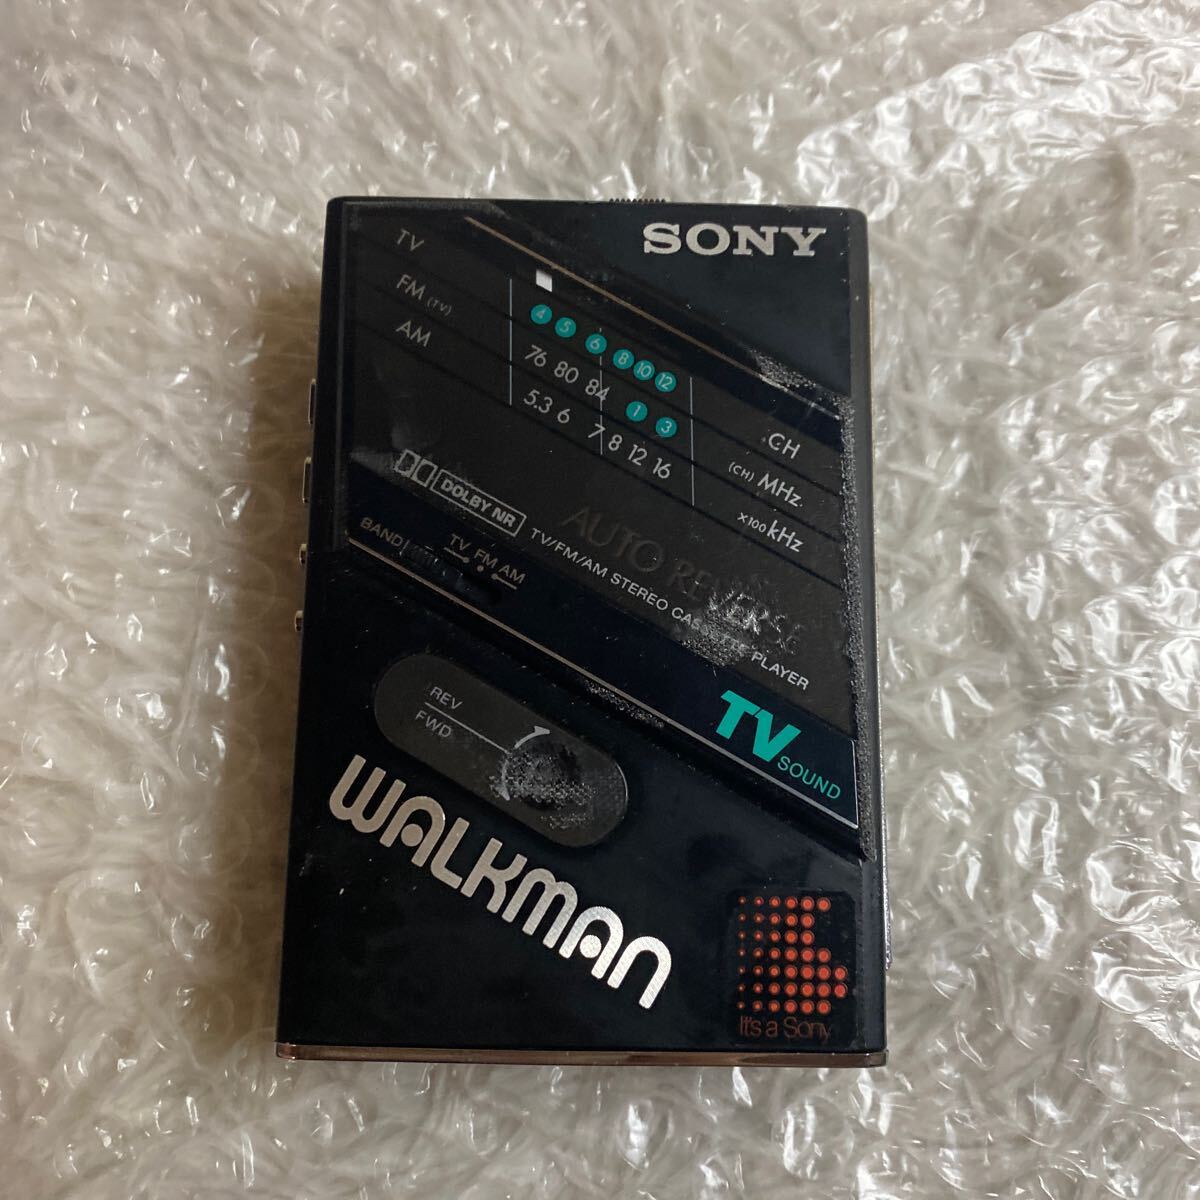 SONY
TV
4 5 6 8 10 12
CH
FM (TV)
76 80 84 1 3
(CH) MHz
AM
5.3 6 7 8 12 16
x100 kHz
DOLBY NR
AUTO REVERSE
TV/FM/AM STEREO CASSETTE PLAYER
BAND
TV FM AM
TV SOUND
REV
FWD
WALKMAN
It's a Sony